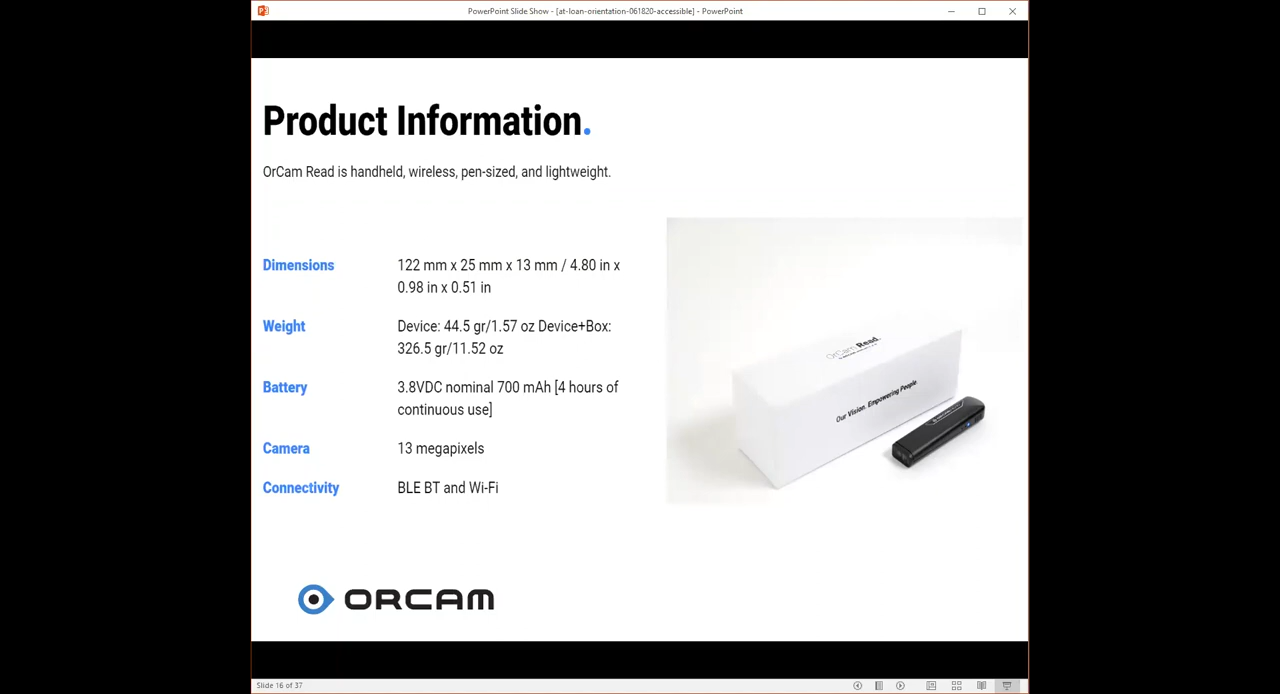 PowerPoint Slide Show - [at-loan-orientation-061820-accessible] - PowerPoint
Product Information.
OrCam Read is handheld, wireless, pen-sized, and lightweight.
Dimensions 122 mm x 25 mm x 13 mm / 4.80 in x
0.98 in x 0.51 in
Weight Device: 44.5 gr/1.57 oz Device+Box:
326.5 gr/11.52 oz
Battery 3.8VDC nominal 700 mAh [4 hours of
continuous use]
Camera 13 megapixels
Connectivity BLE BT and Wi-Fi
OrCam Read.
Our Vision. Empowering People
ORCAM
Slide 16 of 37